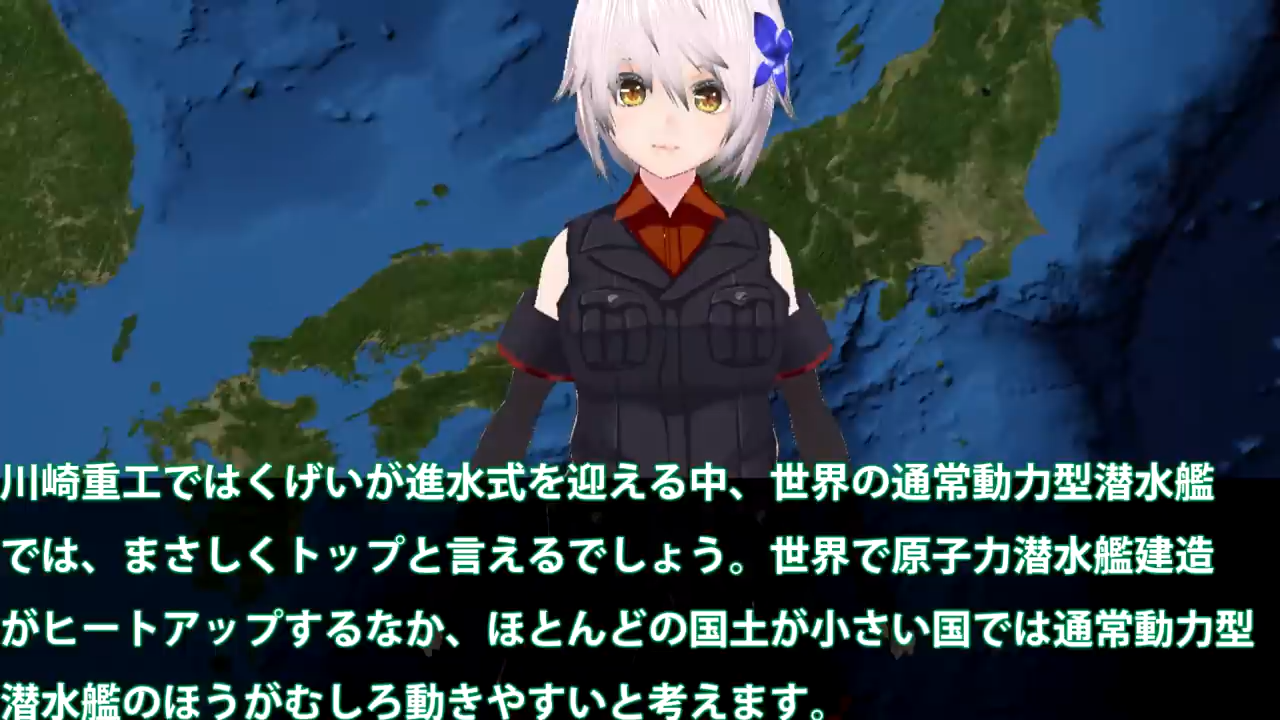 川崎重工ではくげいが進水式を迎える中、世界の通常動力型潜水艦
では、まさしくトップと言えるでしょう。世界で原子力潜水艦建造
がヒートアップするなか、ほとんどの国土が小さい国では通常動力型
潜水艦のほうがむしろ動きやすいと考えます。